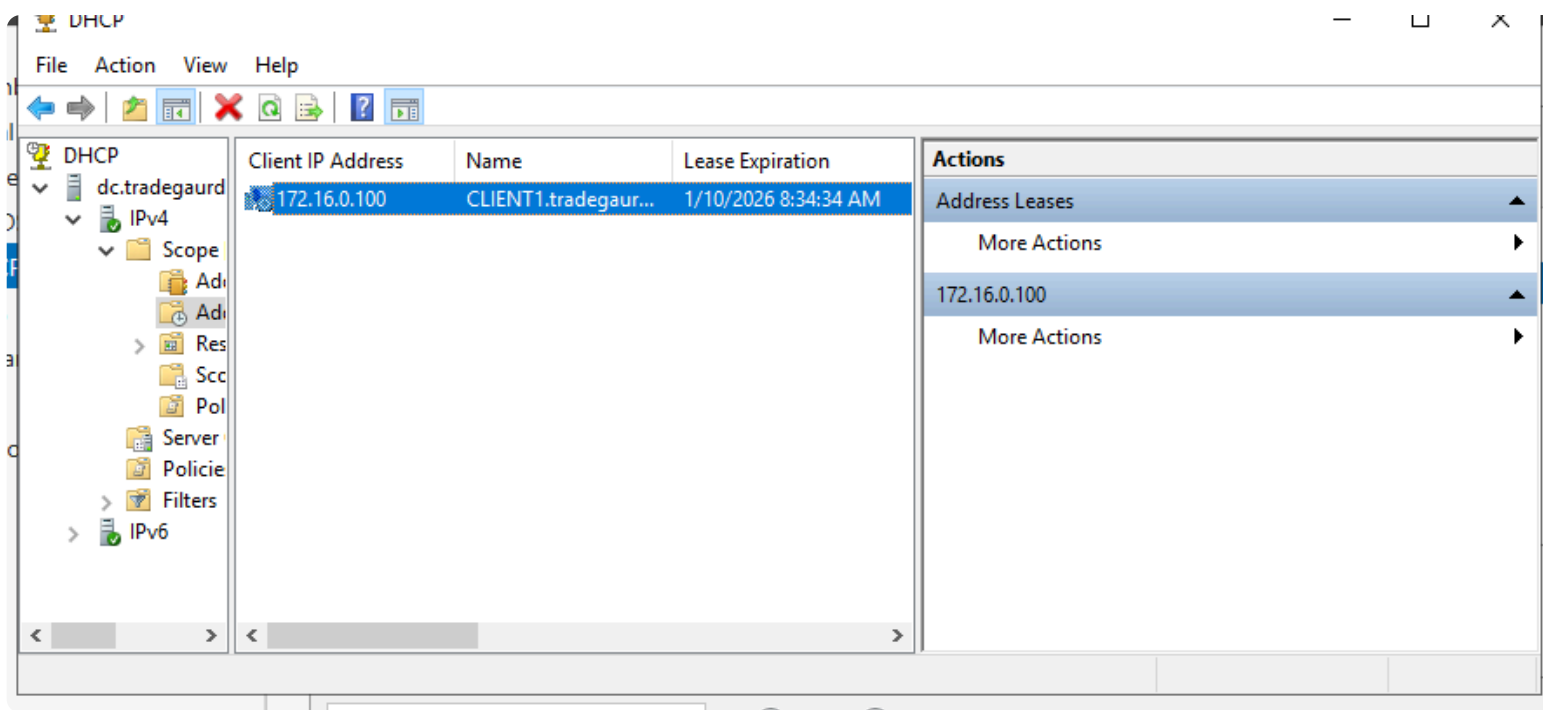 DHCP
File Action View Help
DHCP
dc.tradegaurd
IPv4
Scope
Add
Add
Res
Sco
Pol
Server
Policie
Filters
IPv6
Client IP Address Name Lease Expiration
172.16.0.100 CLIENT1.tradegaur... 1/10/2026 8:34:34 AM
Actions
Address Leases
More Actions
172.16.0.100
More Actions